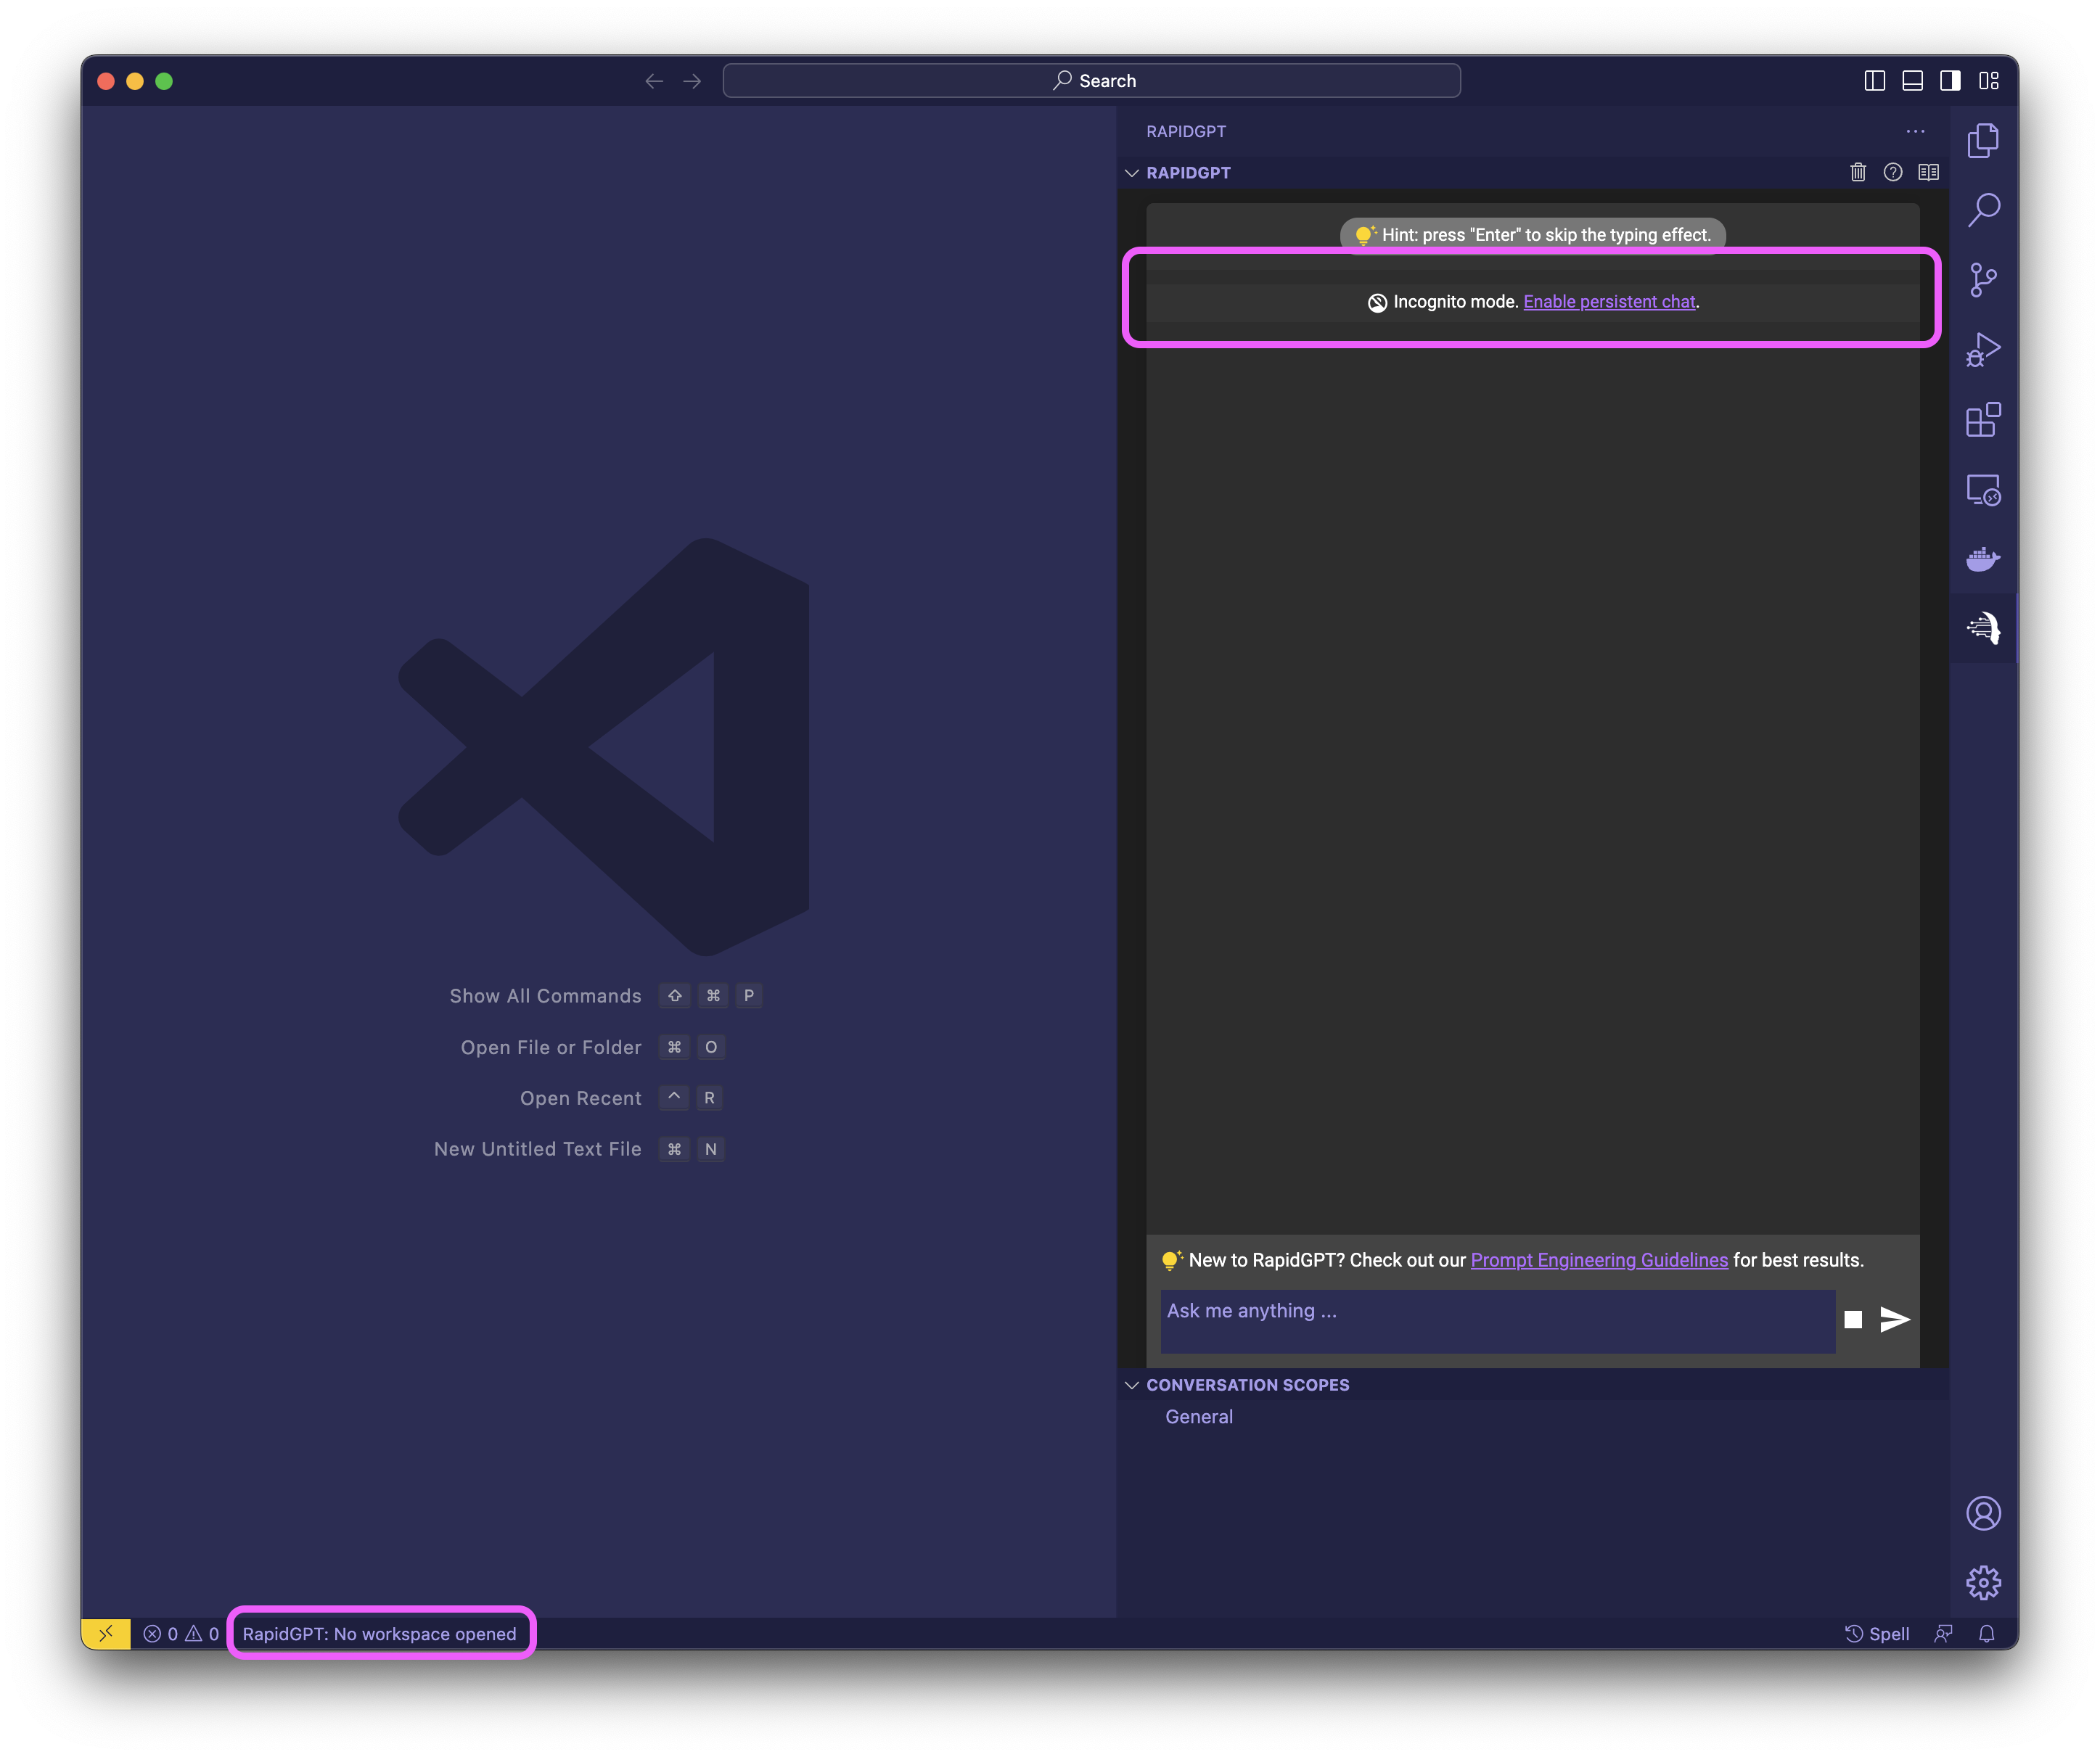 Search
RAPIDGPT
RAPIDGPT
Hint: press "Enter" to skip the typing effect.
Incognito mode. Enable persistent chat.
Show All Commands ⇧ ⌘ P
Open File or Folder ⌘ O
Open Recent ^ R
New Untitled Text File ⌘ N
New to RapidGPT? Check out our Prompt Engineering Guidelines for best results.
Ask me anything ...
CONVERSATION SCOPES
General
0 0 RapidGPT: No workspace opened
Spell